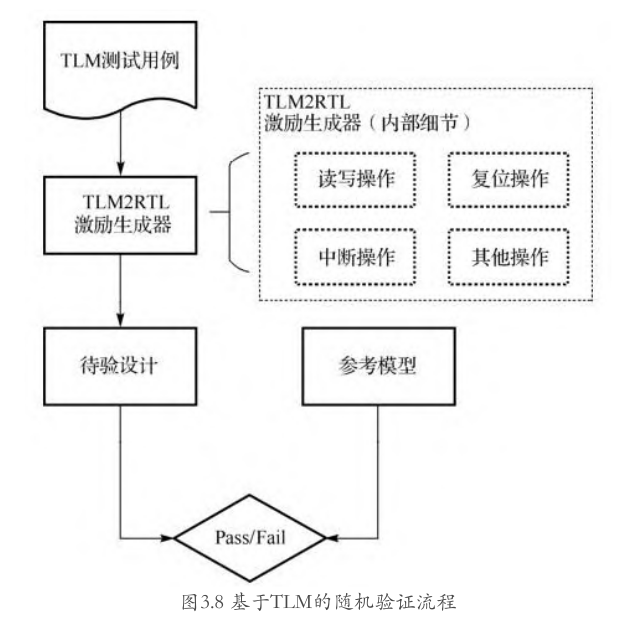 TLM测试用例
TLM2RTL
激励生成器（内部细节）
读写操作
复位操作
TLM2RTL
激励生成器
中断操作
其他操作
待验设计
参考模型
Pass/Fail
图3.8 基于TLM的随机验证流程